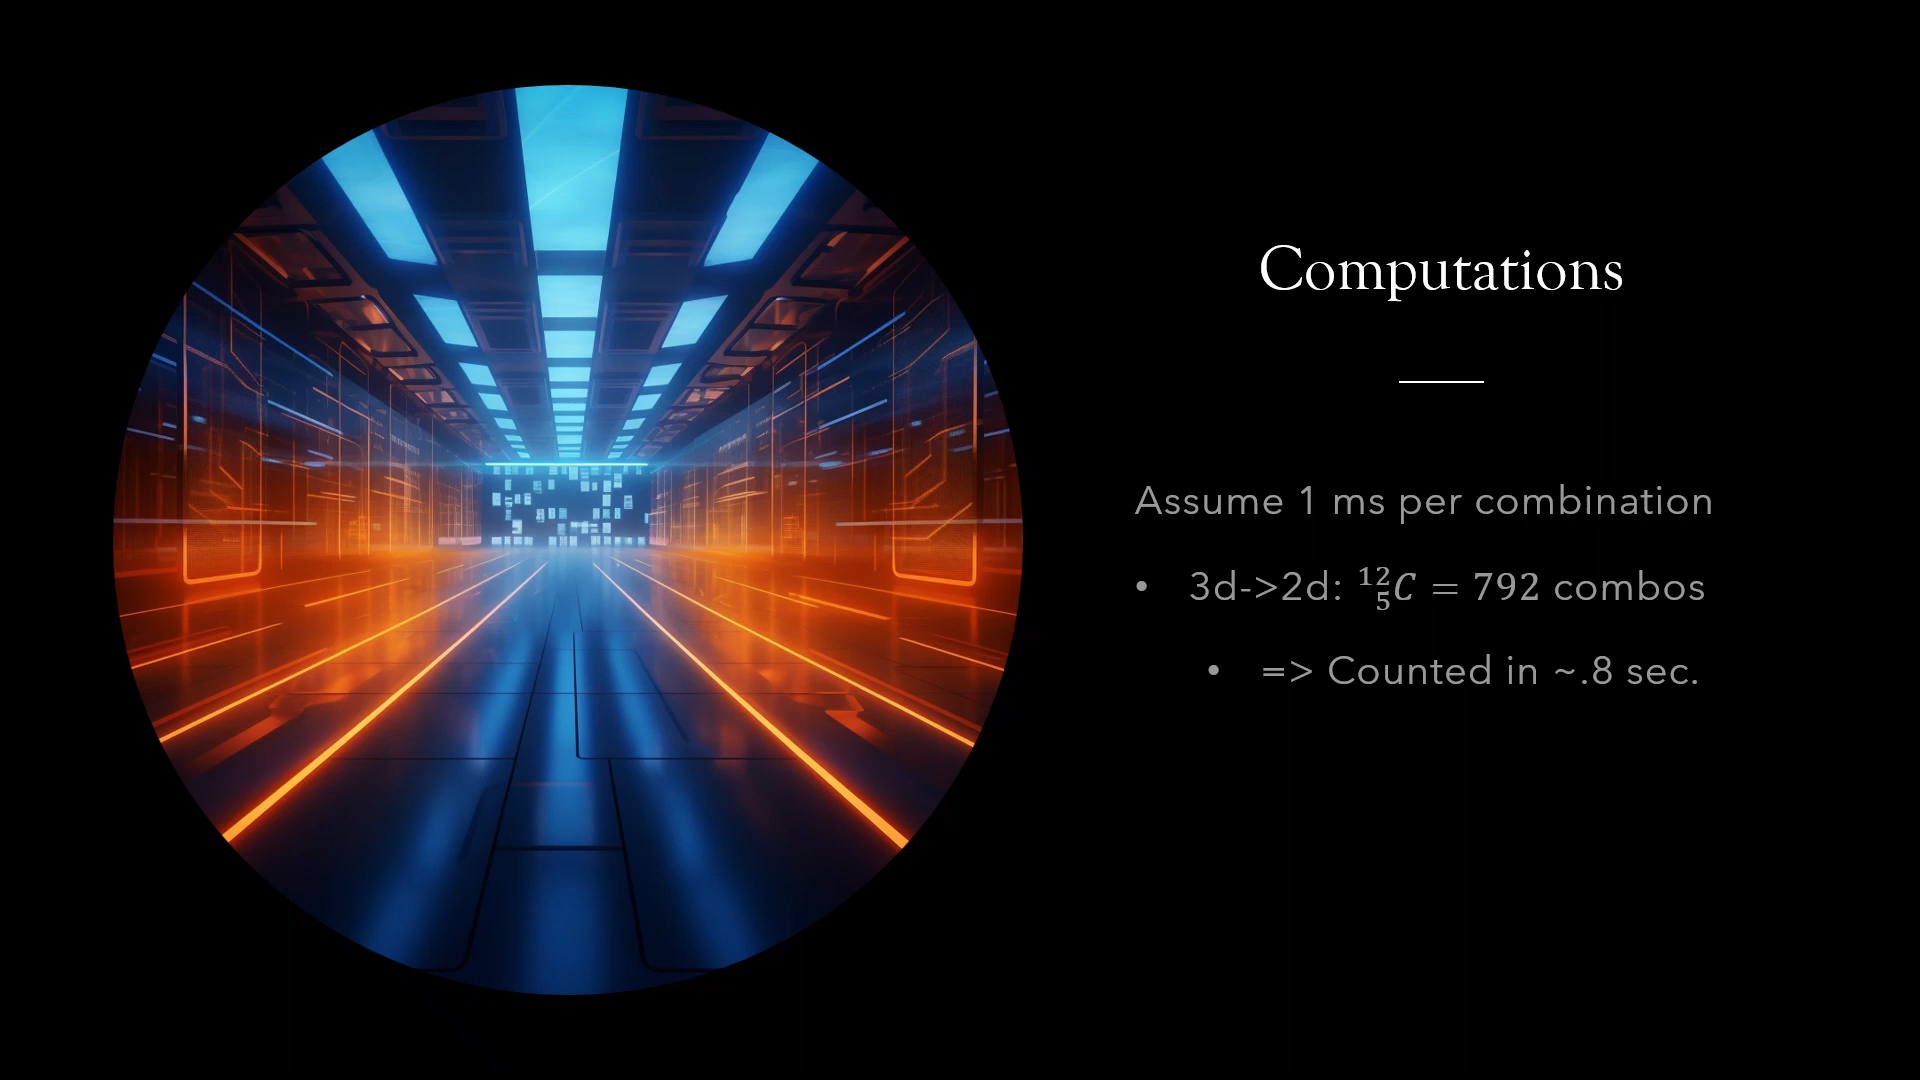 Computations
Assume 1 ms per combination
• 3d->2d: ¹²₅C = 792 combos
• => Counted in ~.8 sec.